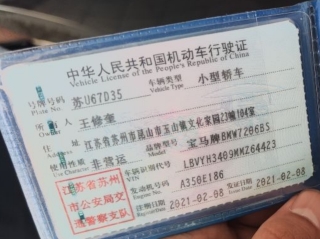 中华人民共和国机动车行驶证
Vehicle License of the People's Republic of China
号牌号码 苏U67D35 车辆类型 小型轿车
Plate No. Vehicle Type
所有人 王修奎
Owner
住址 江苏省苏州市昆山市玉山镇文化家园23幢104室
Address
使用性质 非营运 品牌型号 宝马牌BMW7206BS
Use Character Model
江苏省苏州
市公安局交
通警察支队
车辆识别代号 LBVYH3409MMZ64423
VIN
发动机号码 A350E186
Engine No.
注册日期 2021-02-08 发证日期 2021-02-08
Register Date Issue Date